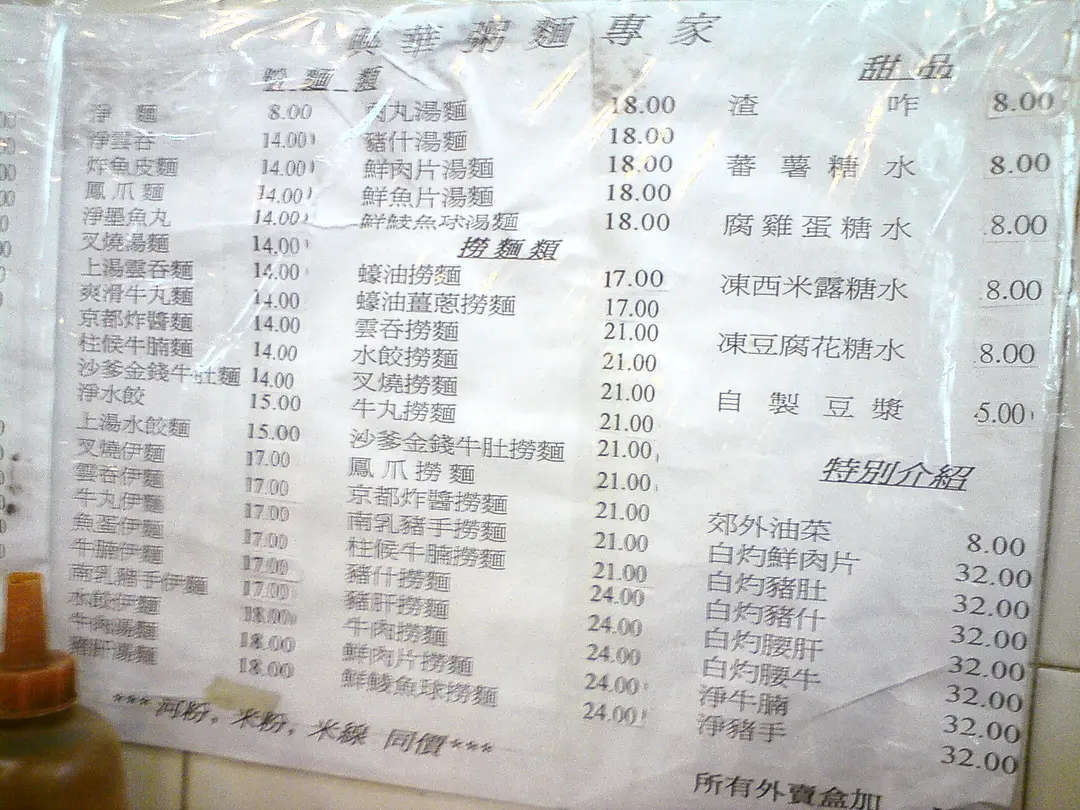 興華粥麵專家
粉麵類
淨麵 8.00
淨雲吞 14.00
炸魚皮麵 14.00
鳳爪麵 14.00
淨墨魚丸 14.00
叉燒湯麵 14.00
上湯雲吞麵 14.00
爽滑牛丸麵 14.00
京都炸醬麵 14.00
柱候牛腩麵 14.00
沙爹金錢牛肚麵 14.00
淨水餃 15.00
上湯水餃麵 15.00
叉燒伊麵 17.00
雲吞伊麵 17.00
牛丸伊麵 17.00
魚蛋伊麵 17.00
牛腩伊麵 17.00
南乳豬手伊麵 17.00
水餃伊麵 18.00
牛肉湯麵 18.00
豬肝湯麵 18.00
肉丸湯麵 18.00
豬什湯麵 18.00
鮮肉片湯麵 18.00
鮮魚片湯麵 18.00
鮮鯪魚球湯麵 18.00
撈麵類
蠔油撈麵 17.00
蠔油薑蔥撈麵 17.00
雲吞撈麵 21.00
水餃撈麵 21.00
叉燒撈麵 21.00
牛丸撈麵 21.00
沙爹金錢牛肚撈麵 21.00
鳳爪撈麵 21.00
京都炸醬撈麵 21.00
南乳豬手撈麵 21.00
柱候牛腩撈麵 21.00
豬什撈麵 24.00
豬肝撈麵 24.00
牛肉撈麵 24.00
鮮肉片撈麵 24.00
鮮鯪魚球撈麵 24.00
***河粉，米粉，米線 同價***
甜品
渣咋 8.00
蕃薯糖水 8.00
腐雞蛋糖水 8.00
凍西米露糖水 8.00
凍豆腐花糖水 8.00
自製豆漿 5.00
特別介紹
郊外油菜 8.00
白灼鮮肉片 32.00
白灼豬肚 32.00
白灼豬什 32.00
白灼腰肝 32.00
白灼腰牛 32.00
淨牛腩 32.00
淨豬手 32.00
所有外賣盒加